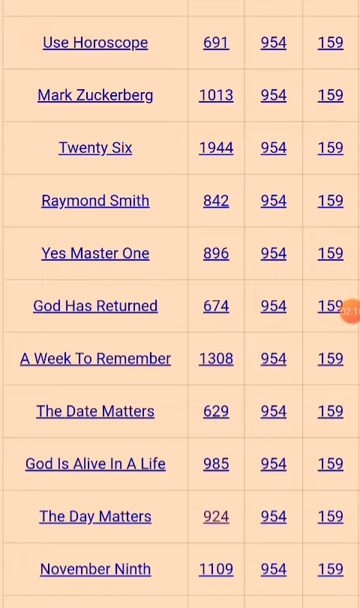 Use Horoscope 691 954 159
Mark Zuckerberg 1013 954 159
Twenty Six 1944 954 159
Raymond Smith 842 954 159
Yes Master One 896 954 159
God Has Returned 674 954 159
A Week To Remember 1308 954 159
The Date Matters 629 954 159
God Is Alive In A Life 985 954 159
The Day Matters 924 954 159
November Ninth 1109 954 159